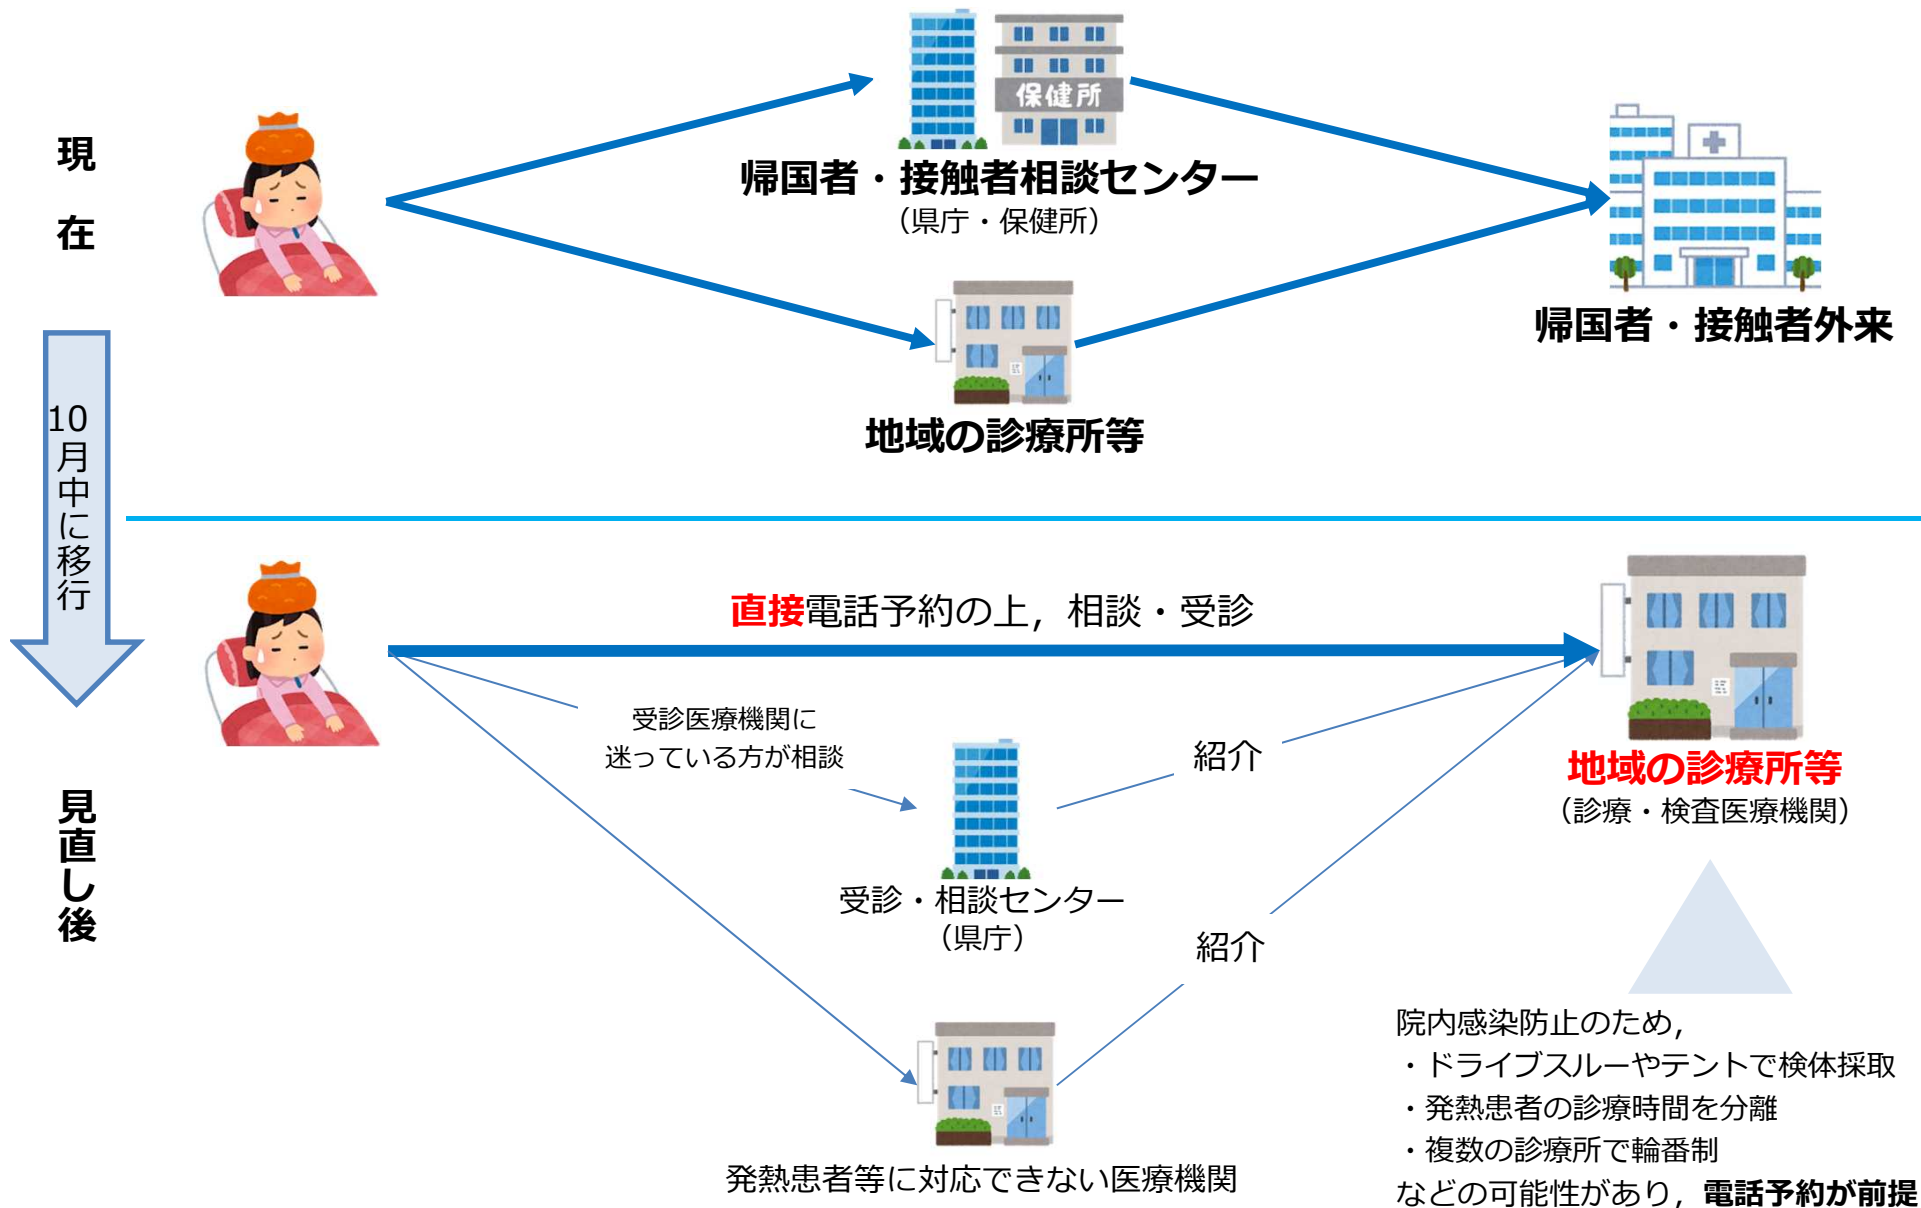 現在
保健所
帰国者・接触者相談センター
（県庁・保健所）
帰国者・接触者外来
地域の診療所等
10月中に移行
見直し後
直接電話予約の上，相談・受診
受診医療機関に
迷っている方が相談
紹介
地域の診療所等
（診療・検査医療機関）
受診・相談センター
（県庁）
紹介
発熱患者等に対応できない医療機関
院内感染防止のため，
・ドライブスルーやテントで検体採取
・発熱患者の診療時間を分離
・複数の診療所で輪番制
などの可能性があり，電話予約が前提